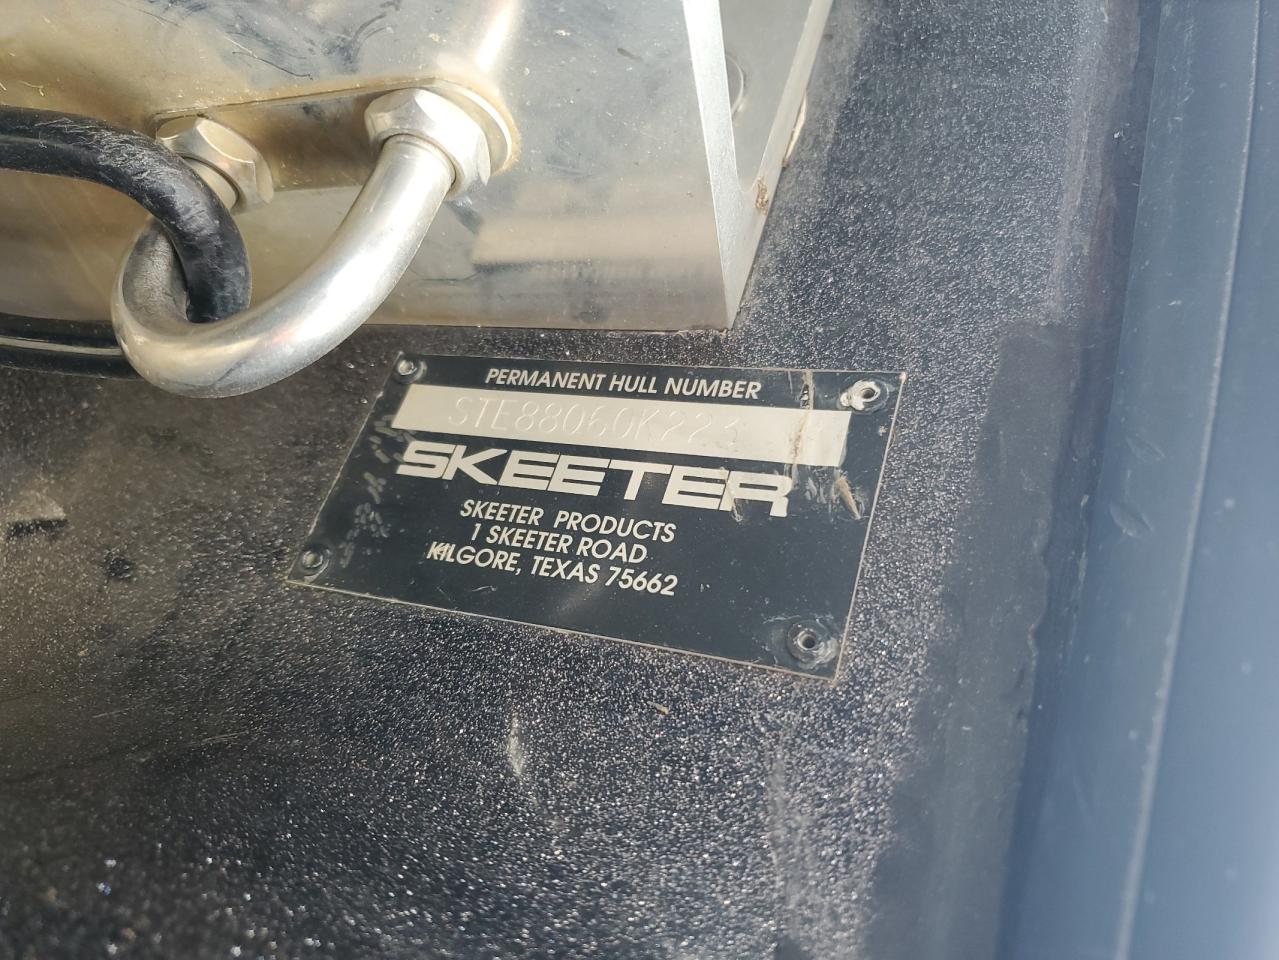 PERMANENT HULL NUMBER
STE88060K223
SKEETER
SKEETER PRODUCTS
1 SKEETER ROAD
KILGORE, TEXAS 75662